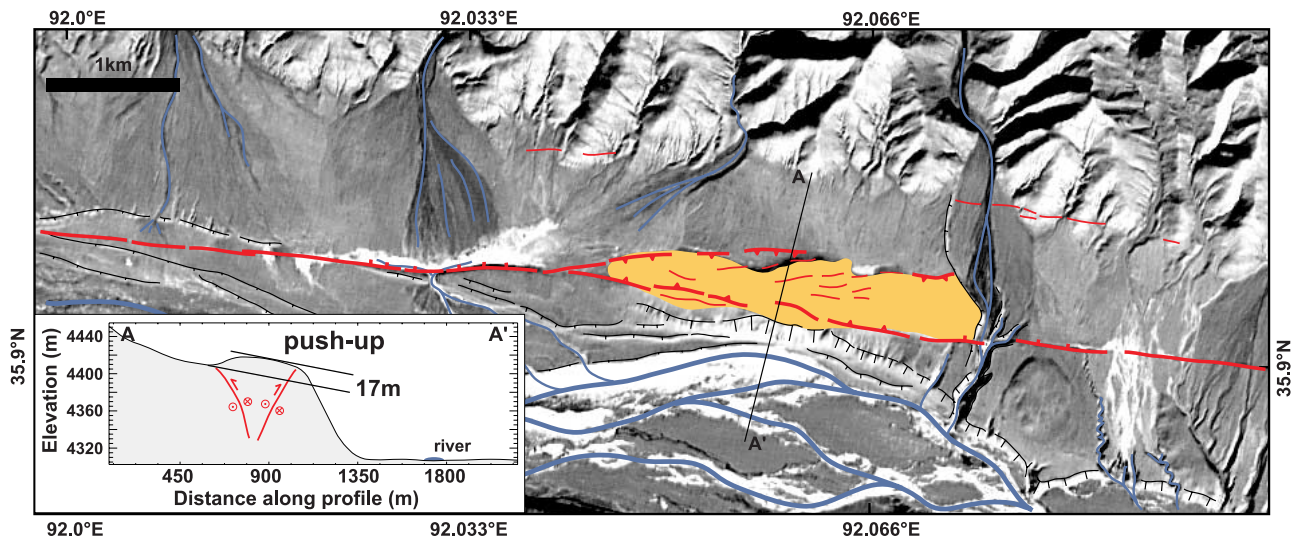 92.0°E 92.033°E 92.066°E
1km
A
35.9°N
35.9°N
A'
A A'
push-up
17m
river
Elevation (m)
4440
4400
4360
4320
450 900 1350 1800
Distance along profile (m)
92.0°E 92.033°E 92.066°E